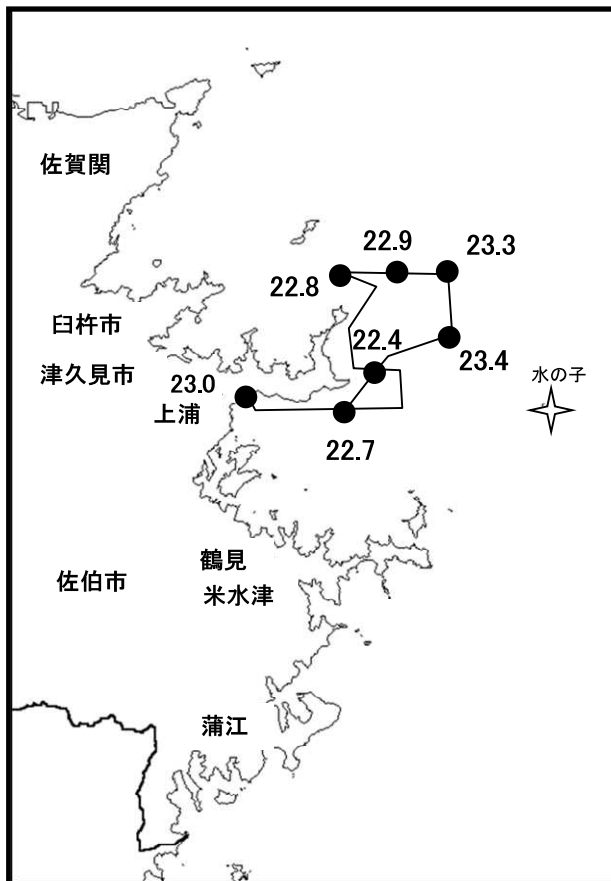 佐賀関
22.9
23.3
22.8
臼杵市
22.4
23.4
津久見市
水の子
23.0
上浦
22.7
鶴見
佐伯市
米水津
蒲江